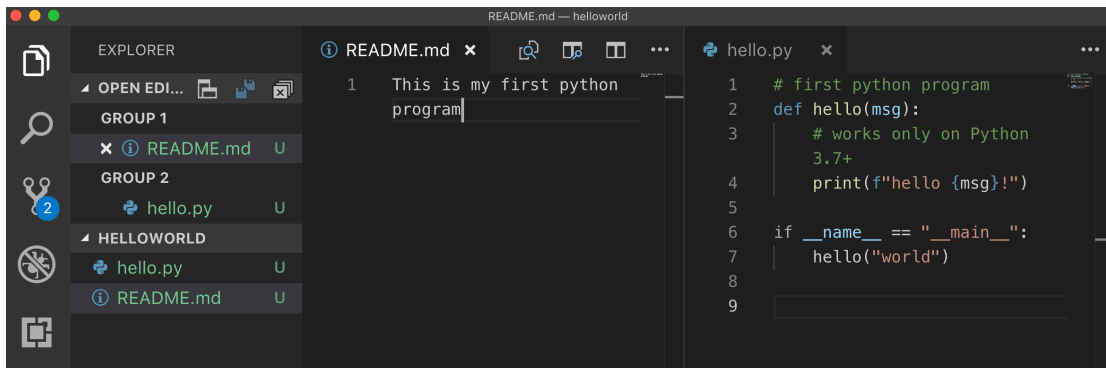 README.md — helloworld
EXPLORER
OPEN EDI...
GROUP 1
README.md U
GROUP 2
hello.py U
HELLOWORLD
hello.py U
README.md U
2
README.md
1 This is my first python
program
hello.py
1 # first python program
2 def hello(msg):
3 # works only on Python
3.7+
4 print(f"hello {msg}!")
5
6 if __name__ == "__main__":
7 hello("world")
8
9